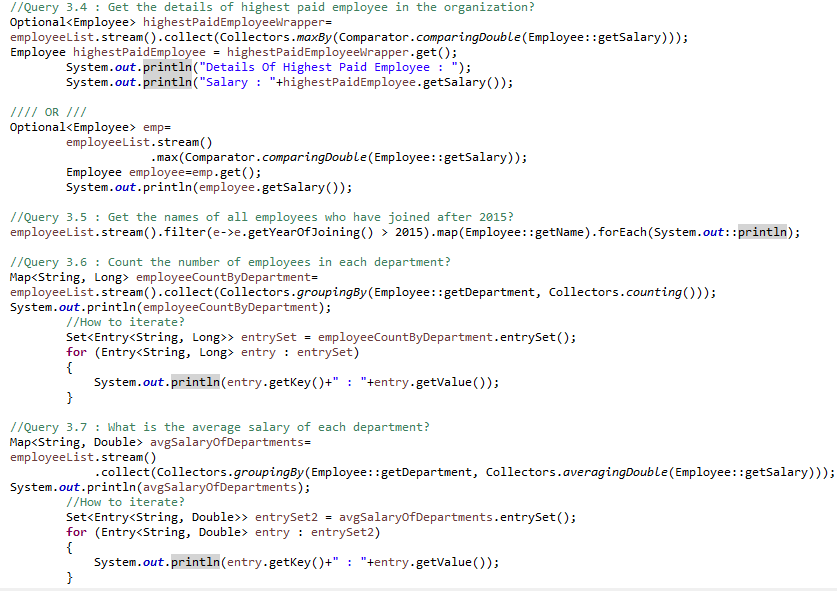 //Query 3.4 : Get the details of highest paid employee in the organization?
Optional<Employee> highestPaidEmployeeWrapper=
employeeList.stream().collect(Collectors.maxBy(Comparator.comparingDouble(Employee::getSalary)));
Employee highestPaidEmployee = highestPaidEmployeeWrapper.get();
        System.out.println("Details Of Highest Paid Employee : ");
        System.out.println("Salary : "+highestPaidEmployee.getSalary());

//// OR ///
Optional<Employee> emp=
        employeeList.stream()
                    .max(Comparator.comparingDouble(Employee::getSalary));
        Employee employee=emp.get();
        System.out.println(employee.getSalary());

//Query 3.5 : Get the names of all employees who have joined after 2015?
employeeList.stream().filter(e->e.getYearOfJoining() > 2015).map(Employee::getName).forEach(System.out::println);

//Query 3.6 : Count the number of employees in each department?
Map<String, Long> employeeCountByDepartment=
employeeList.stream().collect(Collectors.groupingBy(Employee::getDepartment, Collectors.counting()));
System.out.println(employeeCountByDepartment);
        //How to iterate?
        Set<Entry<String, Long>> entrySet = employeeCountByDepartment.entrySet();
        for (Entry<String, Long> entry : entrySet)
        {
            System.out.println(entry.getKey()+" : "+entry.getValue());
        }

//Query 3.7 : What is the average salary of each department?
Map<String, Double> avgSalaryOfDepartments=
employeeList.stream()
            .collect(Collectors.groupingBy(Employee::getDepartment, Collectors.averagingDouble(Employee::getSalary)));
System.out.println(avgSalaryOfDepartments);
        //How to iterate?
        Set<Entry<String, Double>> entrySet2 = avgSalaryOfDepartments.entrySet();
        for (Entry<String, Double> entry : entrySet2)
        {
            System.out.println(entry.getKey()+" : "+entry.getValue());
        }